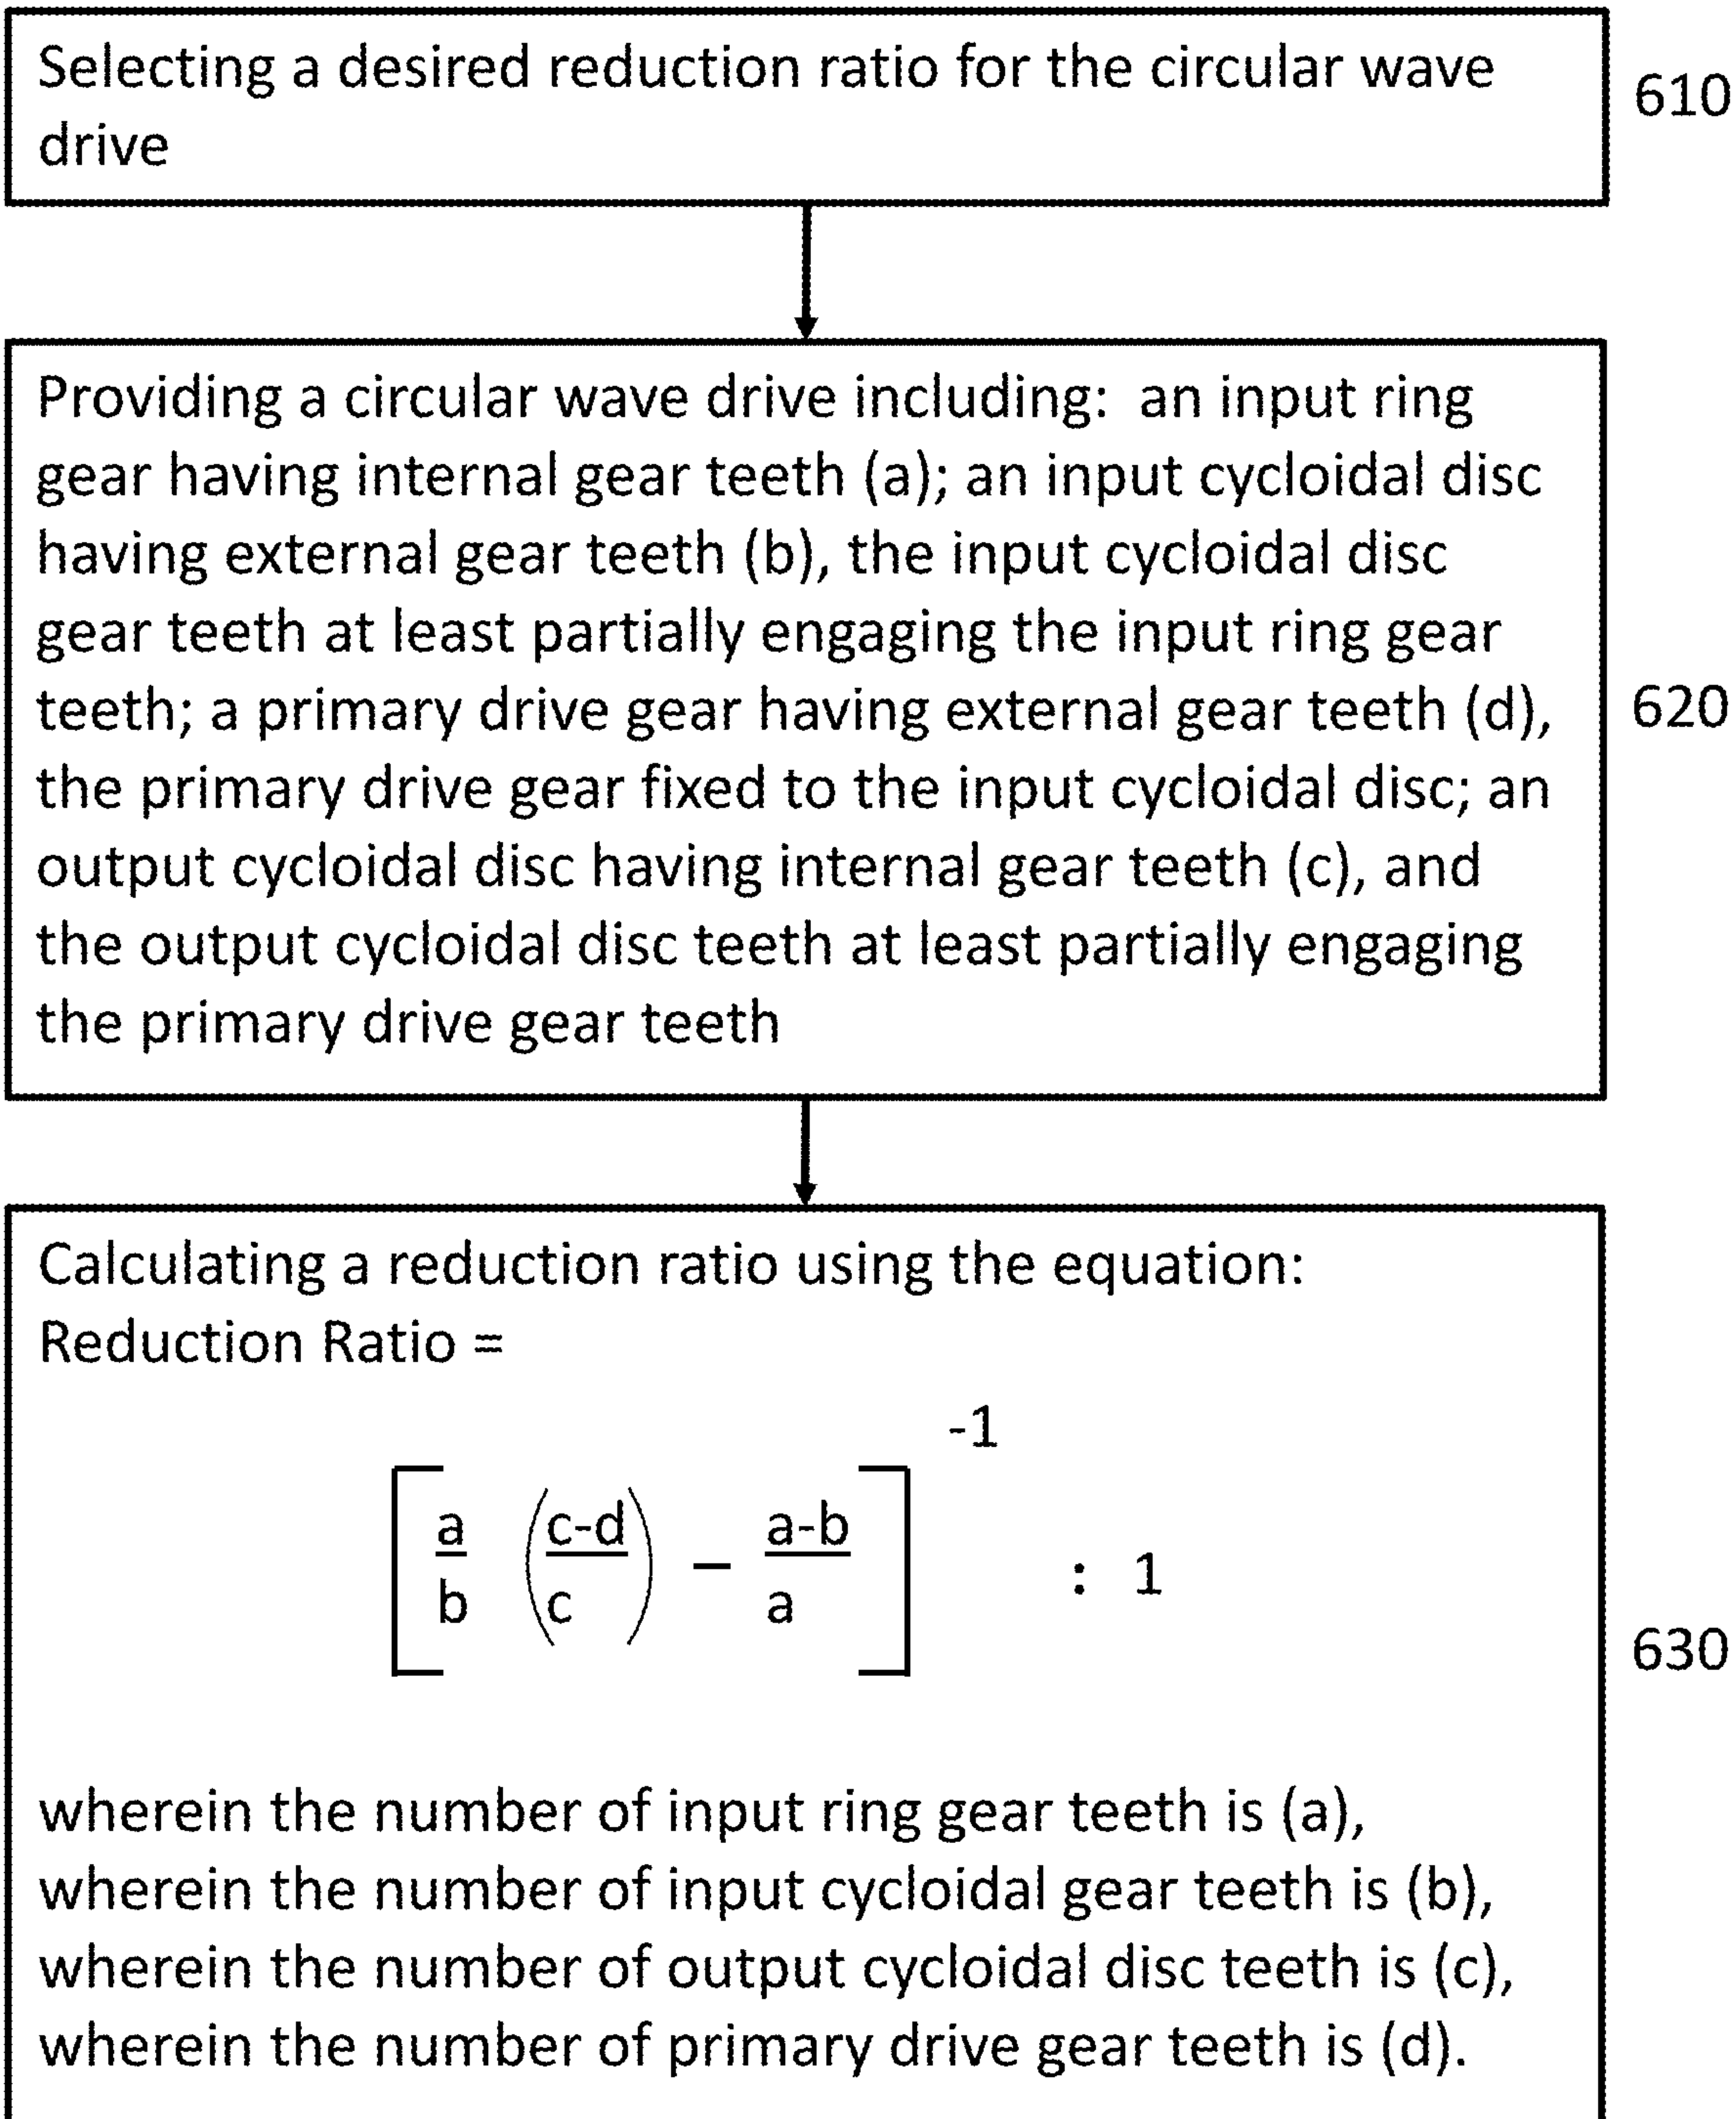 Selecting a desired reduction ratio for the circular wave
drive
610
Providing a circular wave drive including: an input ring
gear having internal gear teeth (a); an input cycloidal disc
having external gear teeth (b), the input cycloidal disc
gear teeth at least partially engaging the input ring gear
teeth; a primary drive gear having external gear teeth (d),
the primary drive gear fixed to the input cycloidal disc; an
output cycloidal disc having internal gear teeth (c), and
the output cycloidal disc teeth at least partially engaging
the primary drive gear teeth
620
Calculating a reduction ratio using the equation:
Reduction Ratio =
[a/b (c-d/c) – a-b/a]-1 : 1
630
wherein the number of input ring gear teeth is (a),
wherein the number of input cycloidal gear teeth is (b),
wherein the number of output cycloidal disc teeth is (c),
wherein the number of primary drive gear teeth is (d).